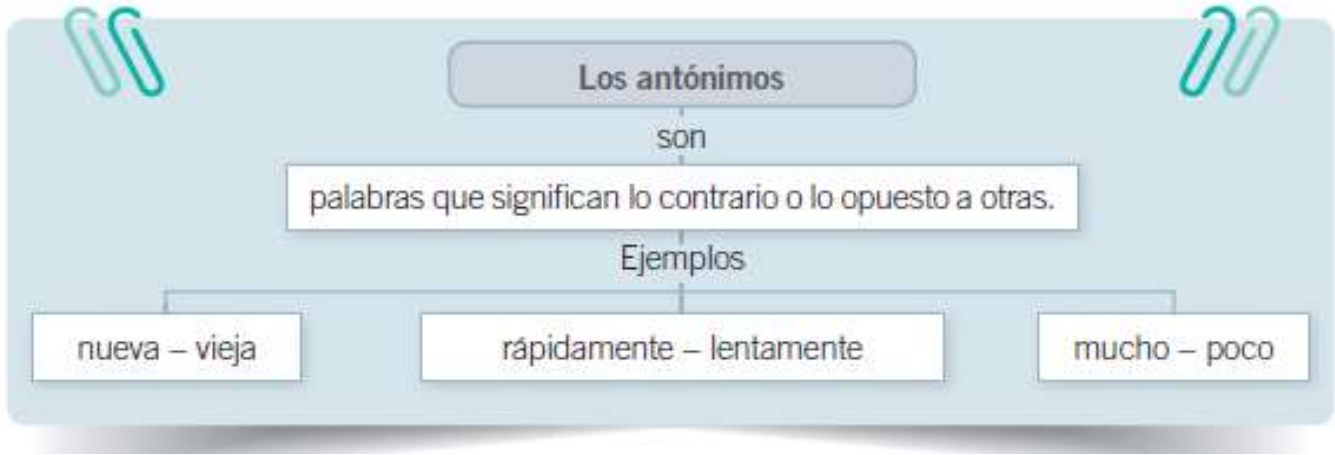 Los antónimos
son
palabras que significan lo contrario o lo opuesto a otras.
Ejemplos
nueva – vieja
rápidamente – lentamente
mucho – poco